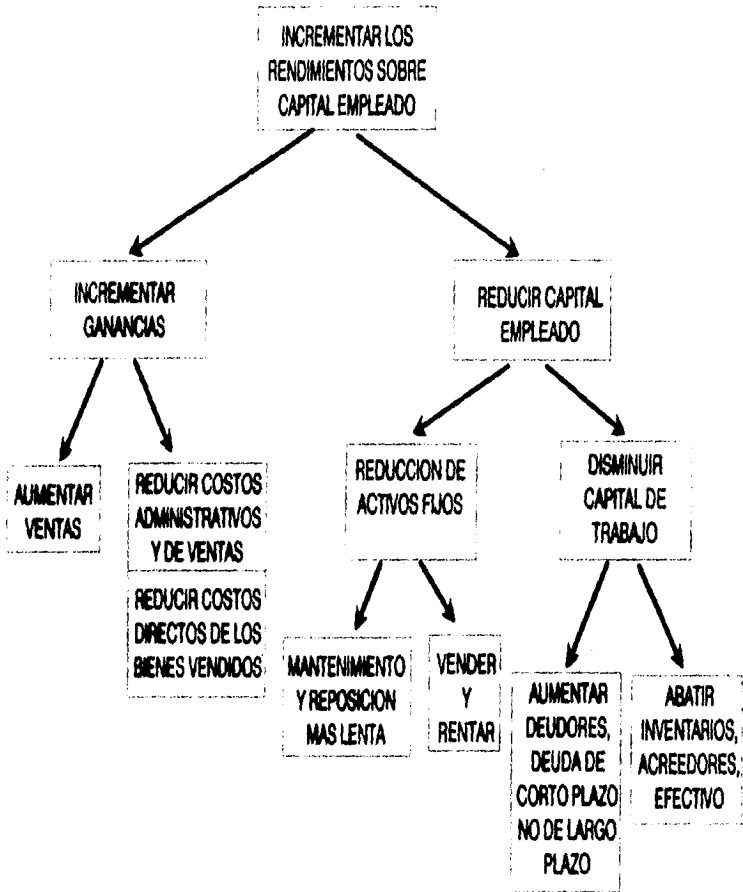 INCREMENTAR LOS
RENDIMIENTOS SOBRE
CAPITAL EMPLEADO
INCREMENTAR
GANANCIAS
REDUCIR CAPITAL
EMPLEADO
AUMENTAR
VENTAS
REDUCIR COSTOS
ADMINISTRATIVOS
Y DE VENTAS
REDUCIR COSTOS
DIRECTOS DE LOS
BIENES VENDIDOS
REDUCCION DE
ACTIVOS FIJOS
DISMINUIR
CAPITAL DE
TRABAJO
MANTENIMIENTO
Y REPOSICION
MAS LENTA
VENDER
Y
RENTAR
AUMENTAR
DEUDORES,
DEUDA DE
CORTO PLAZO
NO DE LARGO
PLAZO
ABATIR
INVENTARIOS,
ACREEDORES,
EFECTIVO